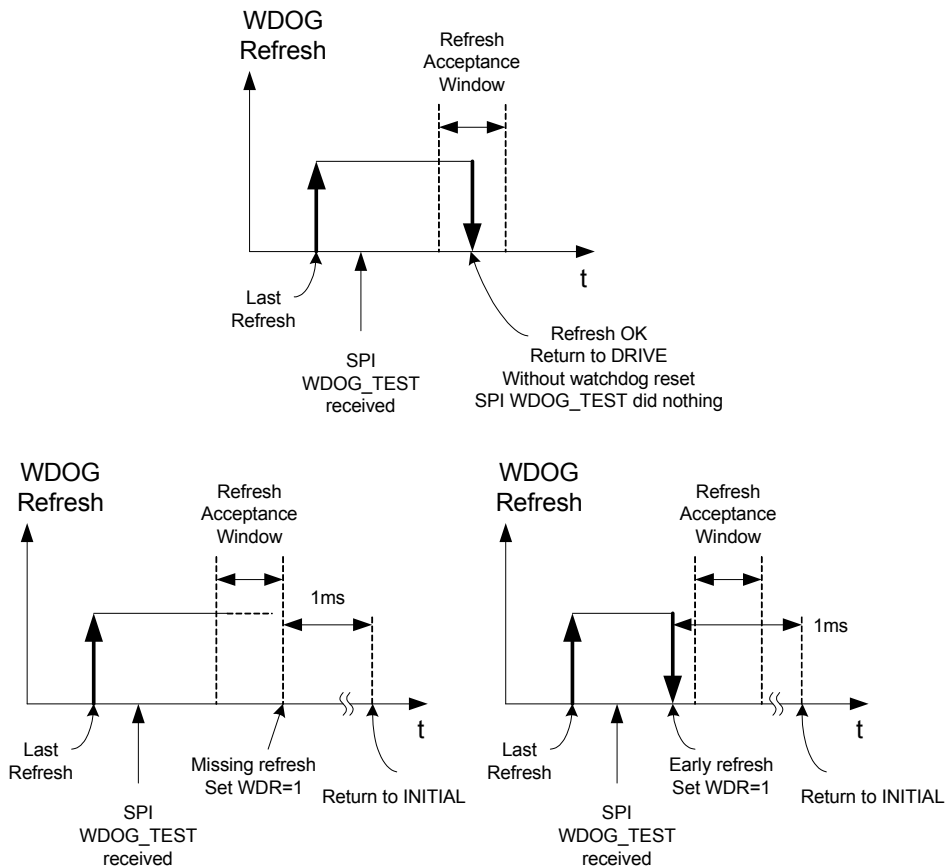 WDOG
Refresh
Refresh
Acceptance
Window
t
Last
Refresh
SPI
WDOG_TEST
received
Refresh OK
Return to DRIVE
Without watchdog reset
SPI WDOG_TEST did nothing
WDOG
Refresh
Refresh
Acceptance
Window
1ms
t
Last
Refresh
SPI
WDOG_TEST
received
Missing refresh
Set WDR=1
Return to INITIAL
WDOG
Refresh
Refresh
Acceptance
Window
1ms
t
Last
Refresh
SPI
WDOG_TEST
received
Early refresh
Set WDR=1
Return to INITIAL